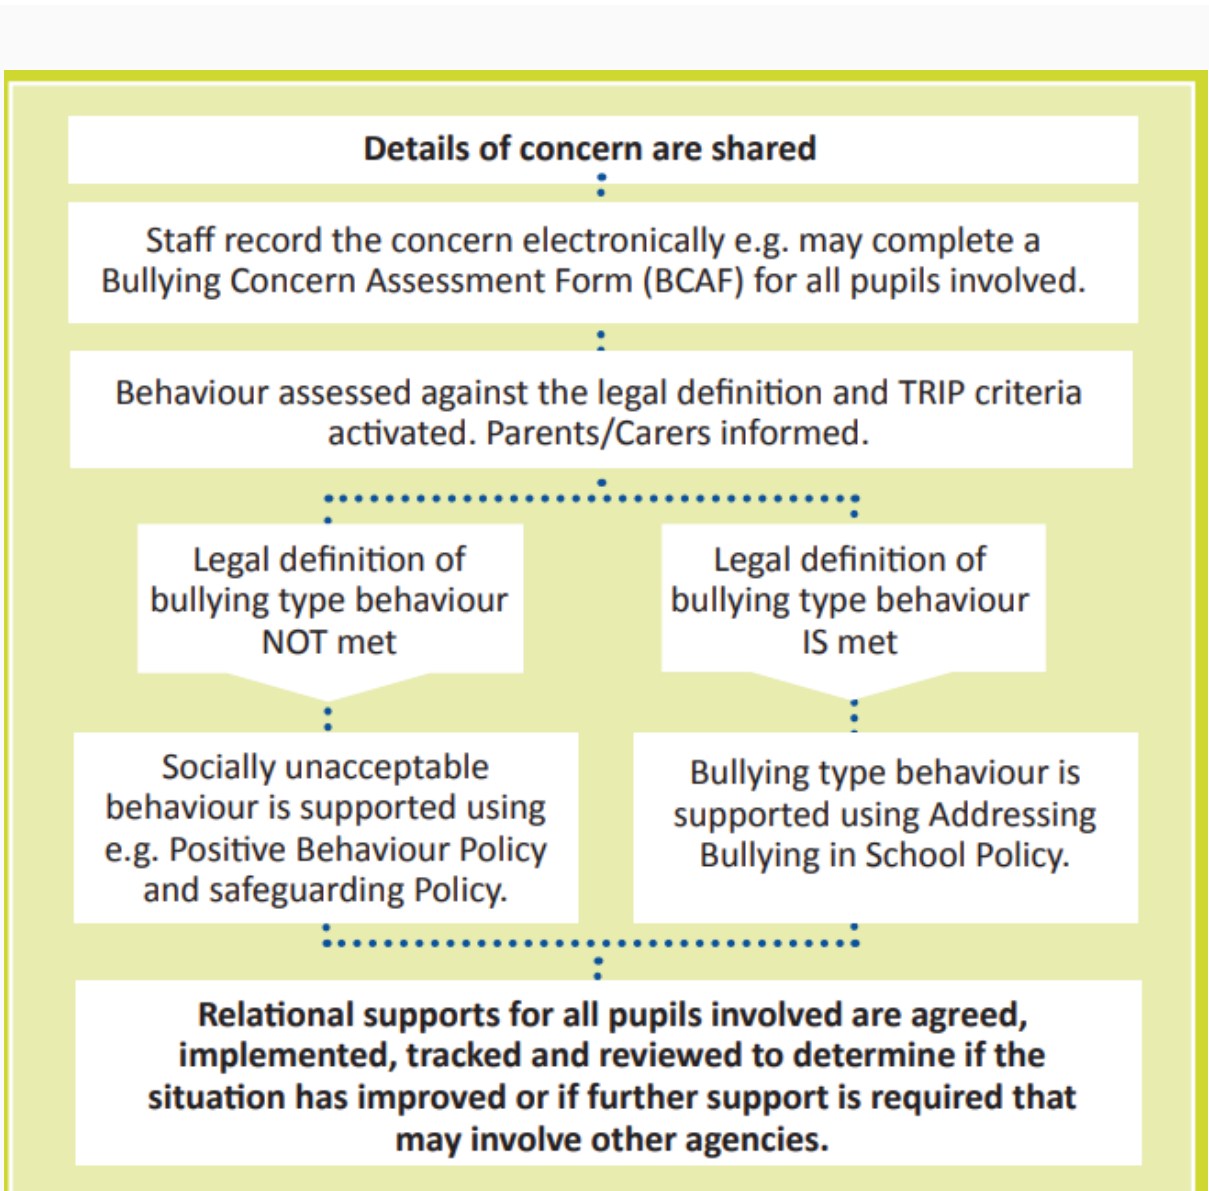 Details of concern are shared
Staff record the concern electronically e.g. may complete a
Bullying Concern Assessment Form (BCAF) for all pupils involved.
Behaviour assessed against the legal definition and TRIP criteria
activated. Parents/Carers informed.
Legal definition of
bullying type behaviour
NOT met
Legal definition of
bullying type behaviour
IS met
Socially unacceptable
behaviour is supported using
e.g. Positive Behaviour Policy
and safeguarding Policy.
Bullying type behaviour is
supported using Addressing
Bullying in School Policy.
Relational supports for all pupils involved are agreed,
implemented, tracked and reviewed to determine if the
situation has improved or if further support is required that
may involve other agencies.